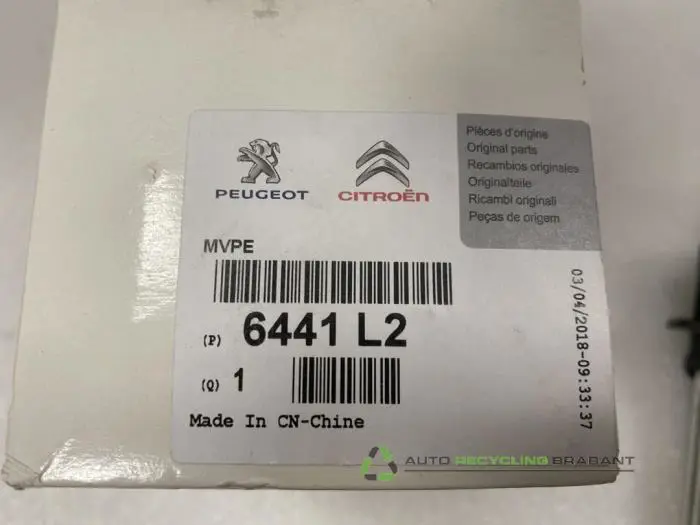 PEUGEOT
CITROËN
Pièces d'origine
Original parts
Recambios originales
Originalteile
Ricambi originali
Peças de origem
MVPE
(P) 6441 L2
(Q) 1
Made In CN-Chine
03/04/2018-09:33:37
AUTO RECYCLING BRABANT